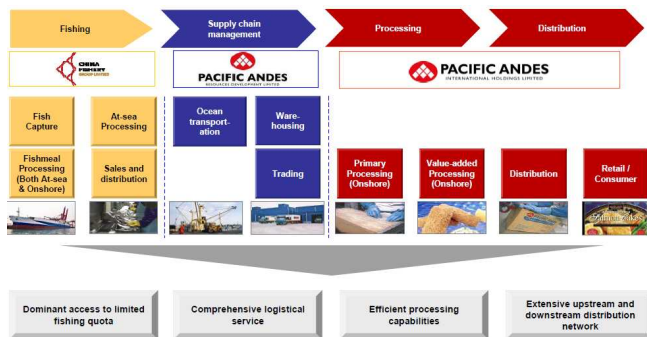 Fishing
Supply chain
management
Processing
Distribution
CHINA
FISHERY
GROUP LIMITED
PACIFIC ANDES
RESOURCES DEVELOPMENT LIMITED
PACIFIC ANDES
INTERNATIONAL HOLDINGS LIMITED
Fish
Capture
At-sea
Processing
Ocean
transport-
ation
Ware-
housing
Fishmeal
Processing
(Both At-sea
& Onshore)
Sales and
distribution
Trading
Primary
Processing
(Onshore)
Value-added
Processing
(Onshore)
Distribution
Retail /
Consumer
Dominant access to limited
fishing quota
Comprehensive logistical
service
Efficient processing
capabilities
Extensive upstream and
downstream distribution
network